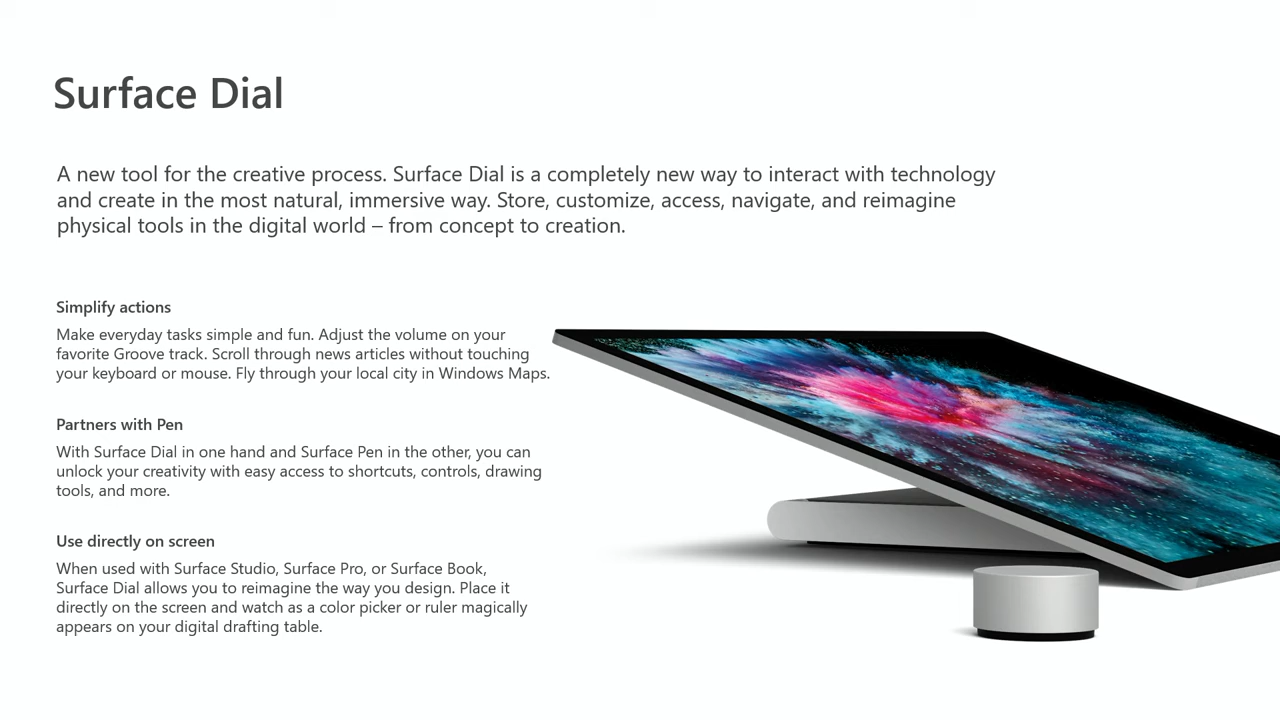 Surface Dial
A new tool for the creative process. Surface Dial is a completely new way to interact with technology
and create in the most natural, immersive way. Store, customize, access, navigate, and reimagine
physical tools in the digital world – from concept to creation.
Simplify actions
Make everyday tasks simple and fun. Adjust the volume on your
favorite Groove track. Scroll through news articles without touching
your keyboard or mouse. Fly through your local city in Windows Maps.
Partners with Pen
With Surface Dial in one hand and Surface Pen in the other, you can
unlock your creativity with easy access to shortcuts, controls, drawing
tools, and more.
Use directly on screen
When used with Surface Studio, Surface Pro, or Surface Book,
Surface Dial allows you to reimagine the way you design. Place it
directly on the screen and watch as a color picker or ruler magically
appears on your digital drafting table.